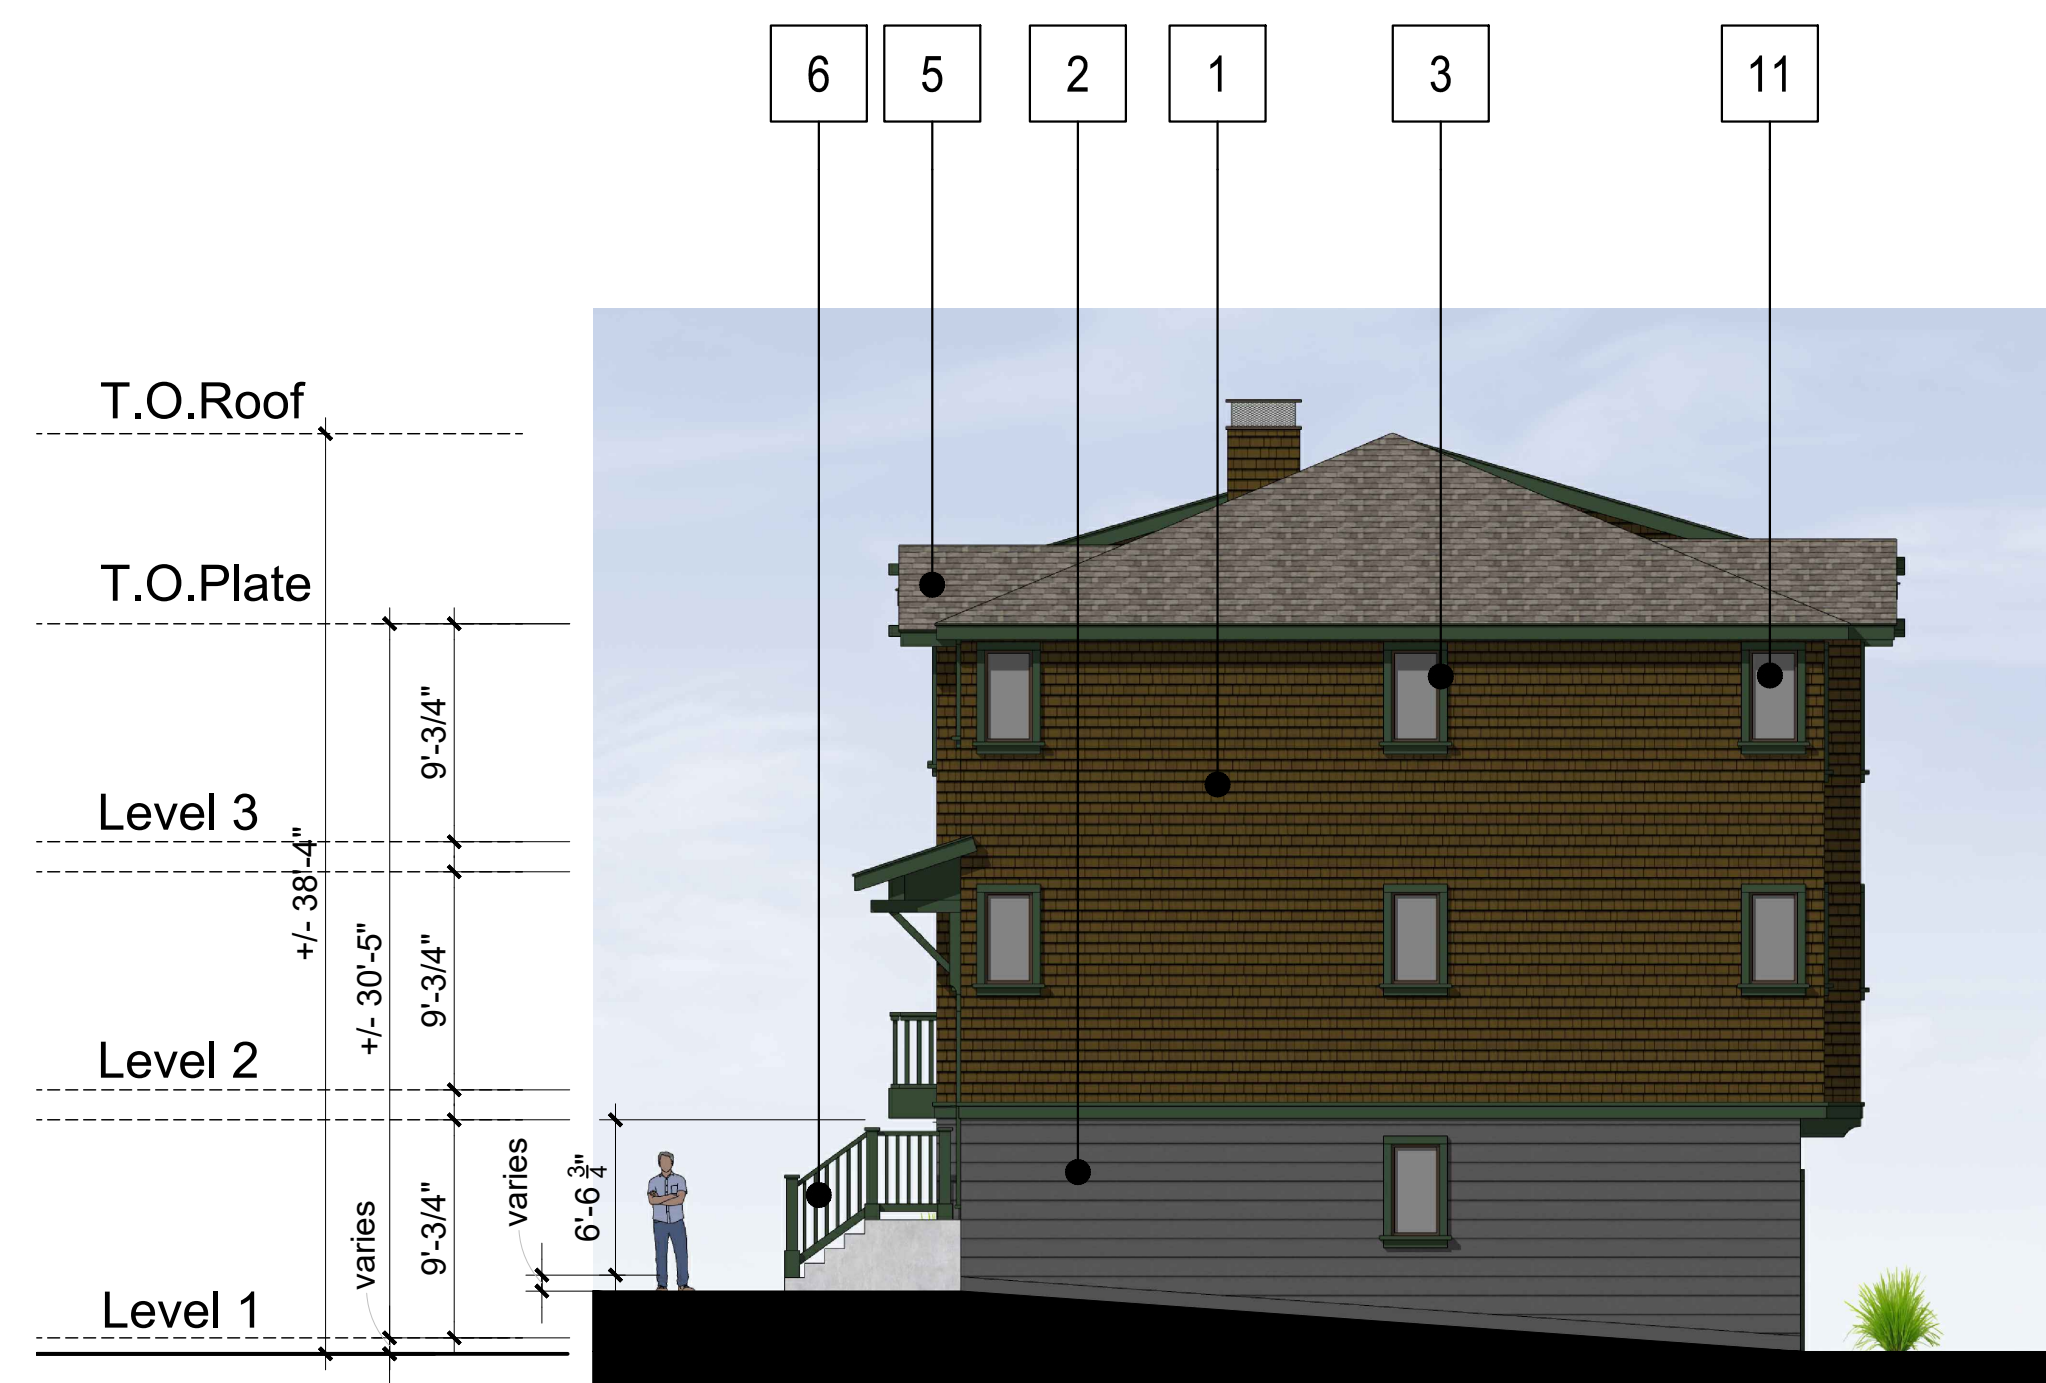 6 5 2 1 3 11
T.O.Roof
T.O.Plate
9'-3/4"
Level 3
+/- 38'-4"
+/- 30'-5"
9'-3/4"
Level 2
varies
6'-6 3/4"
varies
9'-3/4"
Level 1